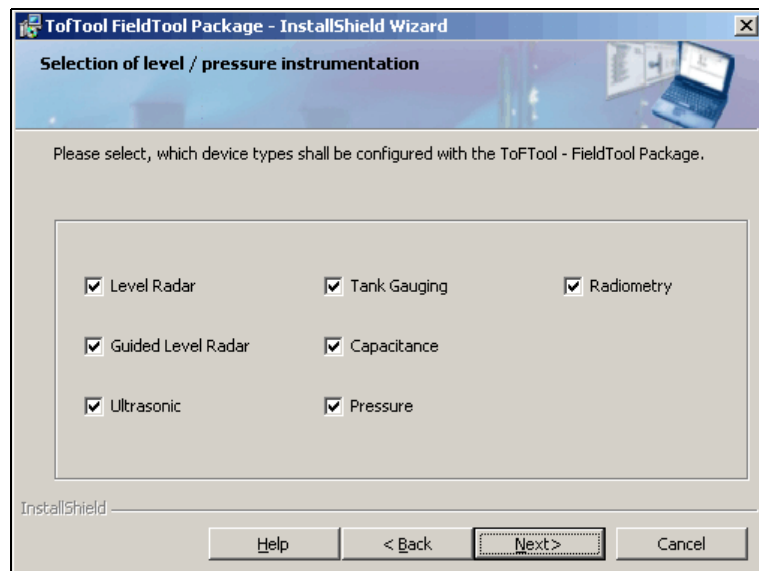 TofTool FieldTool Package - InstallShield Wizard
Selection of level / pressure instrumentation
Please select, which device types shall be configured with the ToFTool - FieldTool Package.
Level Radar
Tank Gauging
Radiometry
Guided Level Radar
Capacitance
Ultrasonic
Pressure
InstallShield
Help
< Back
Next>
Cancel